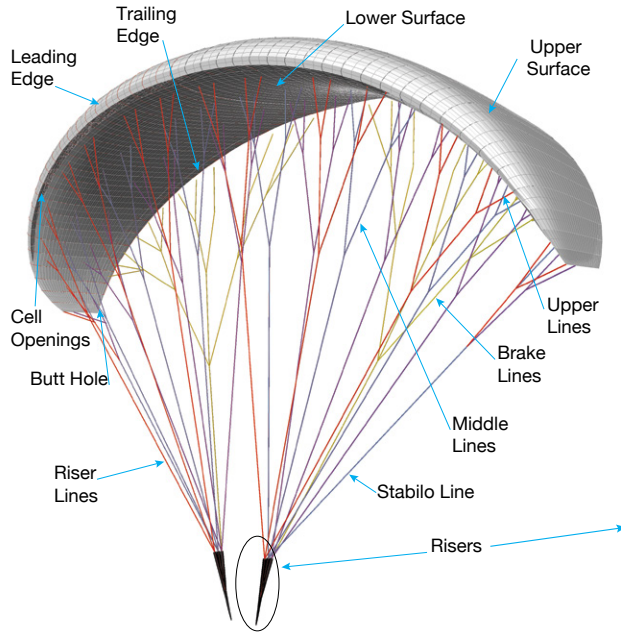 Trailing
Edge
Lower Surface
Leading
Edge
Upper
Surface
Cell
Openings
Butt Hole
Upper
Lines
Brake
Lines
Middle
Lines
Riser
Lines
Stabilo Line
Risers